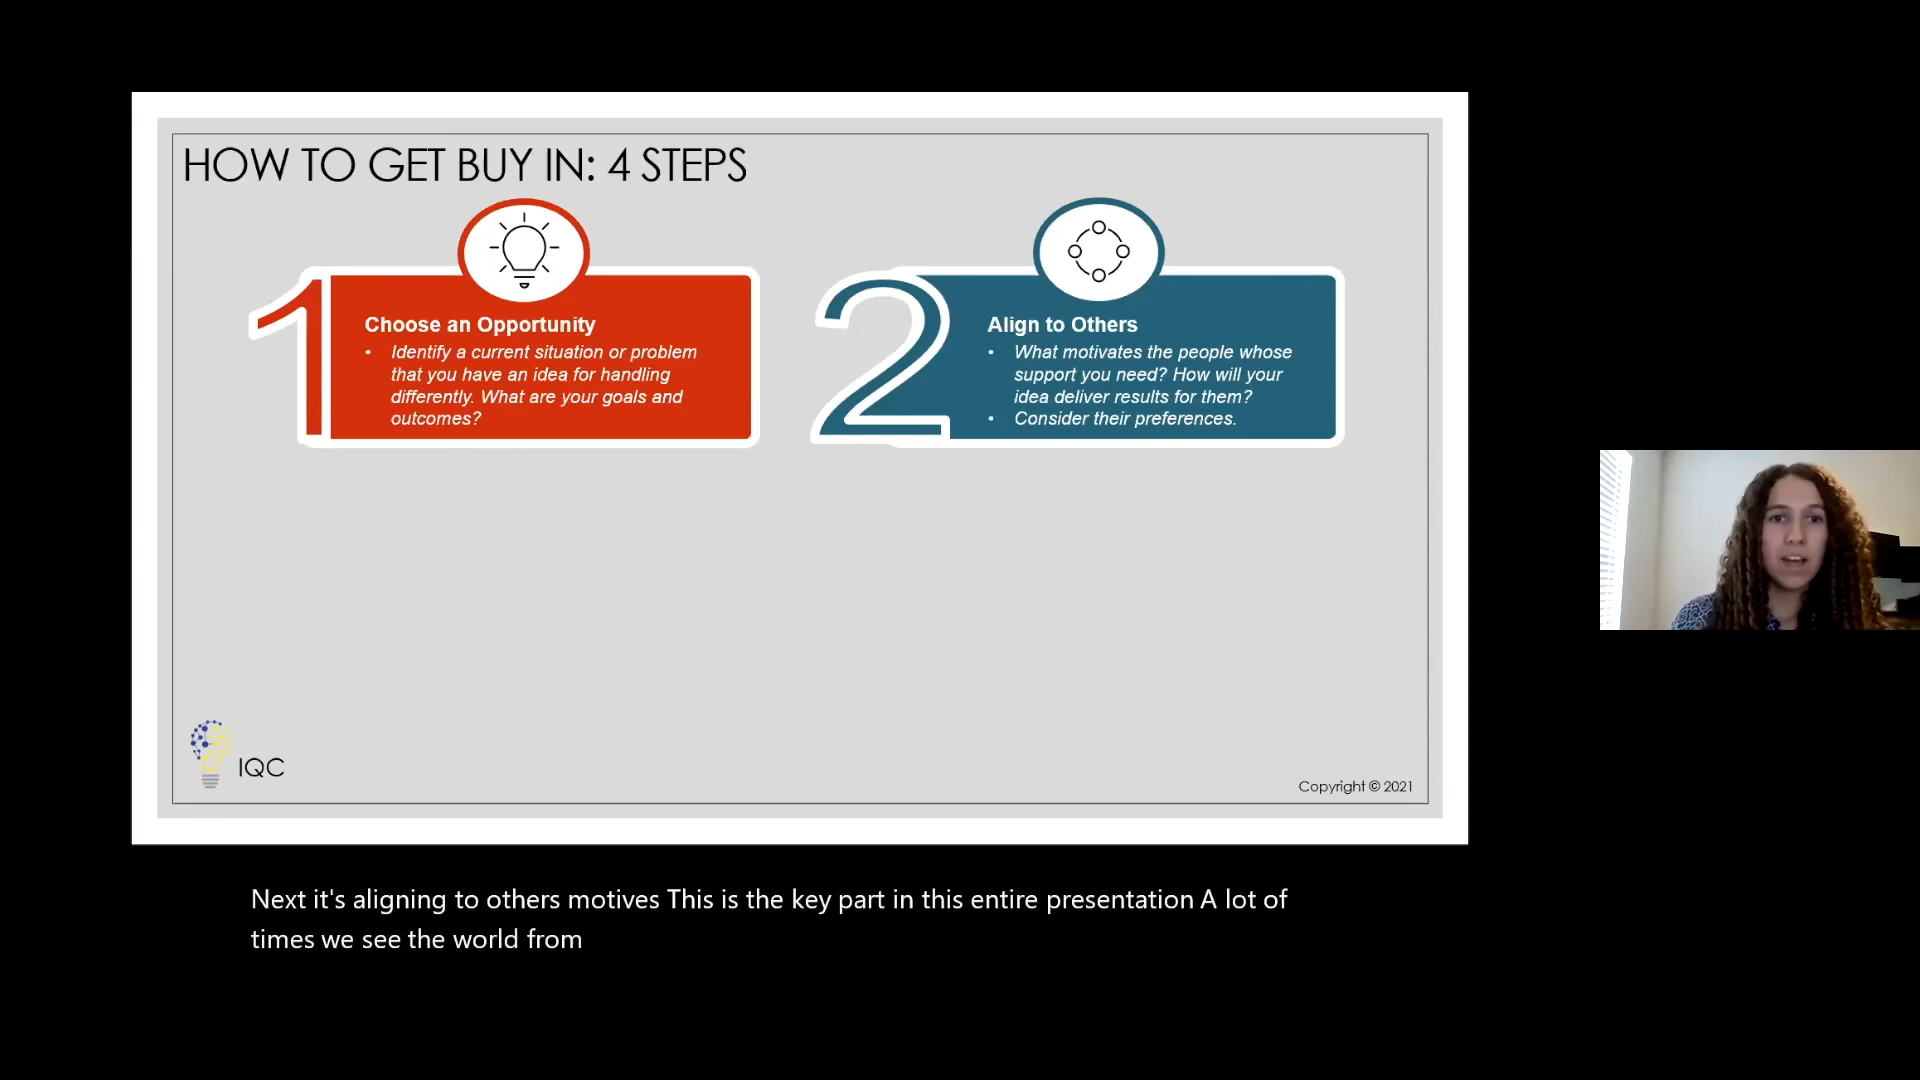 HOW TO GET BUY IN: 4 STEPS
1
Choose an Opportunity
• Identify a current situation or problem
that you have an idea for handling
differently. What are your goals and
outcomes?
2
Align to Others
• What motivates the people whose
support you need? How will your
idea deliver results for them?
• Consider their preferences.
IQC
Copyright © 2021
Next it's aligning to others motives This is the key part in this entire presentation A lot of
times we see the world from